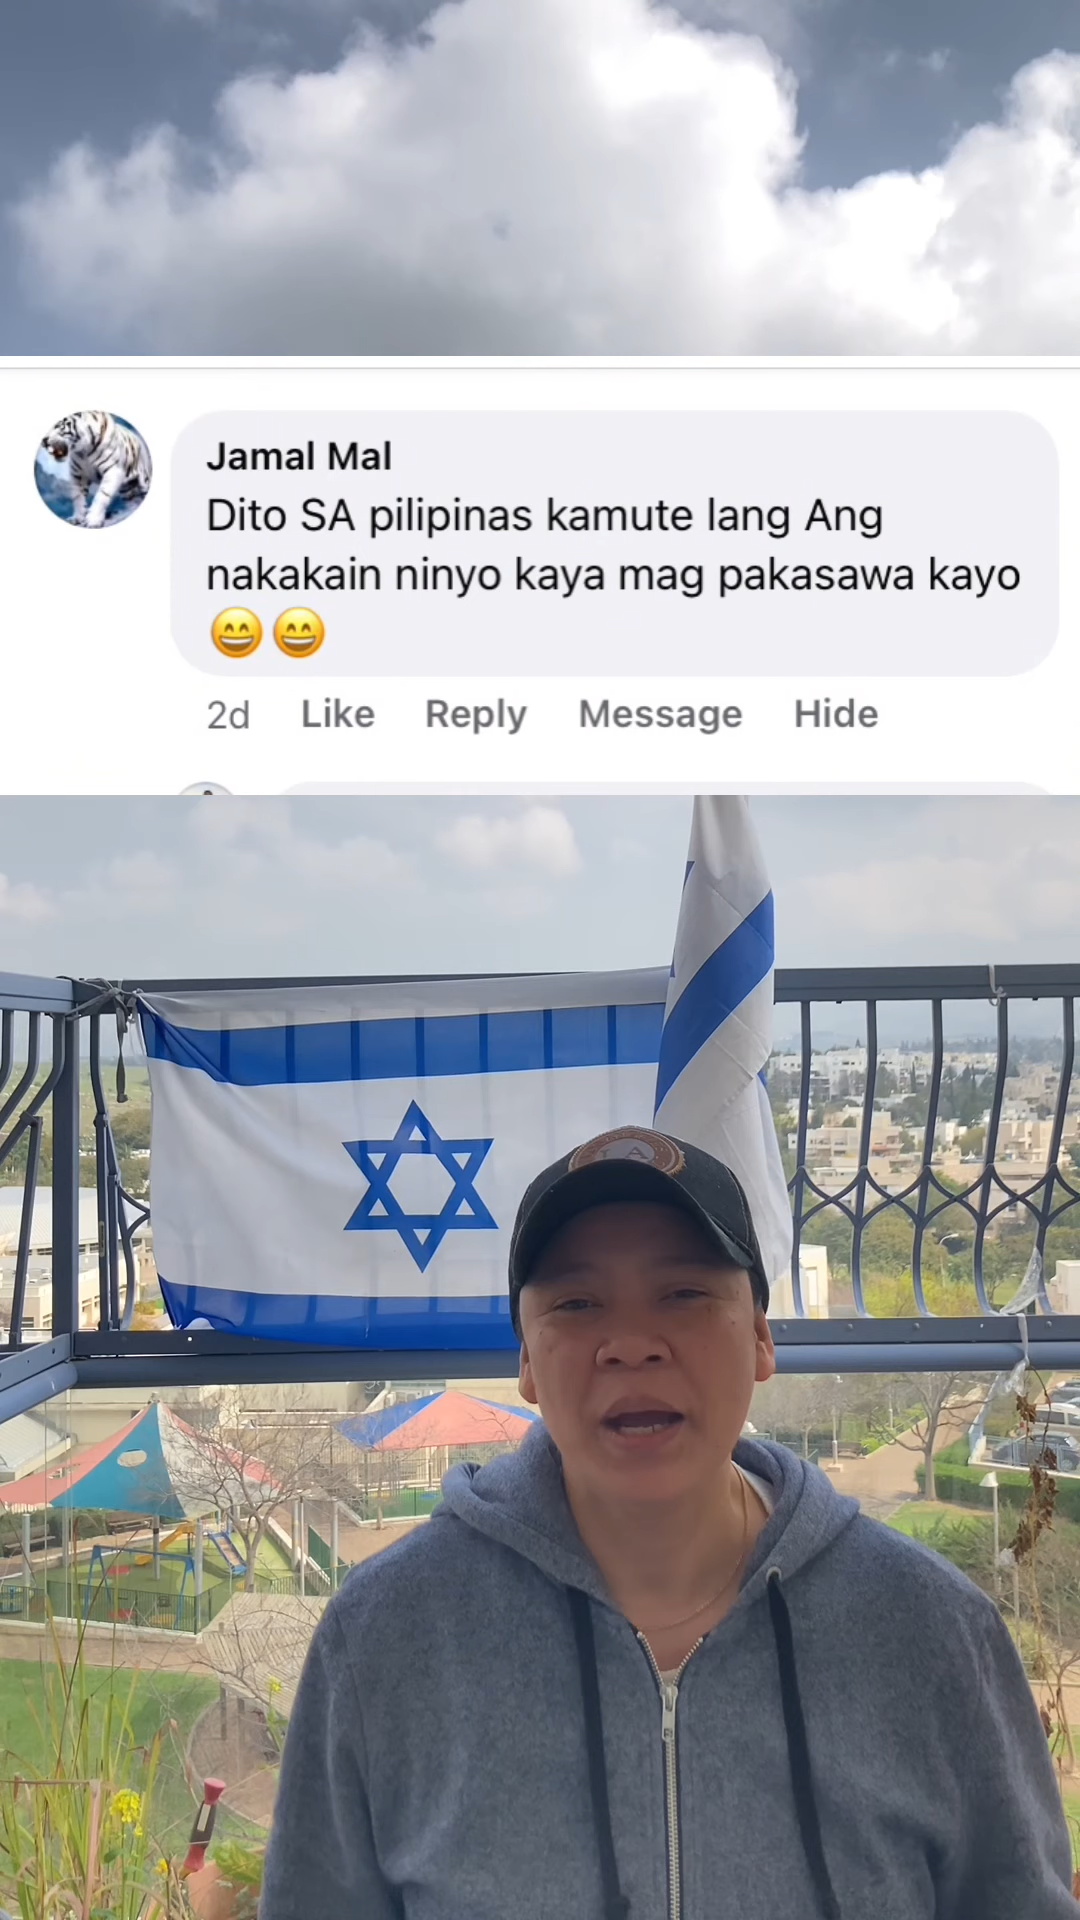 Jamal Mal
Dito SA pilipinas kamute lang Ang
nakakain ninyo kaya mag pakasawa kayo
😄😄
2d Like Reply Message Hide
LA